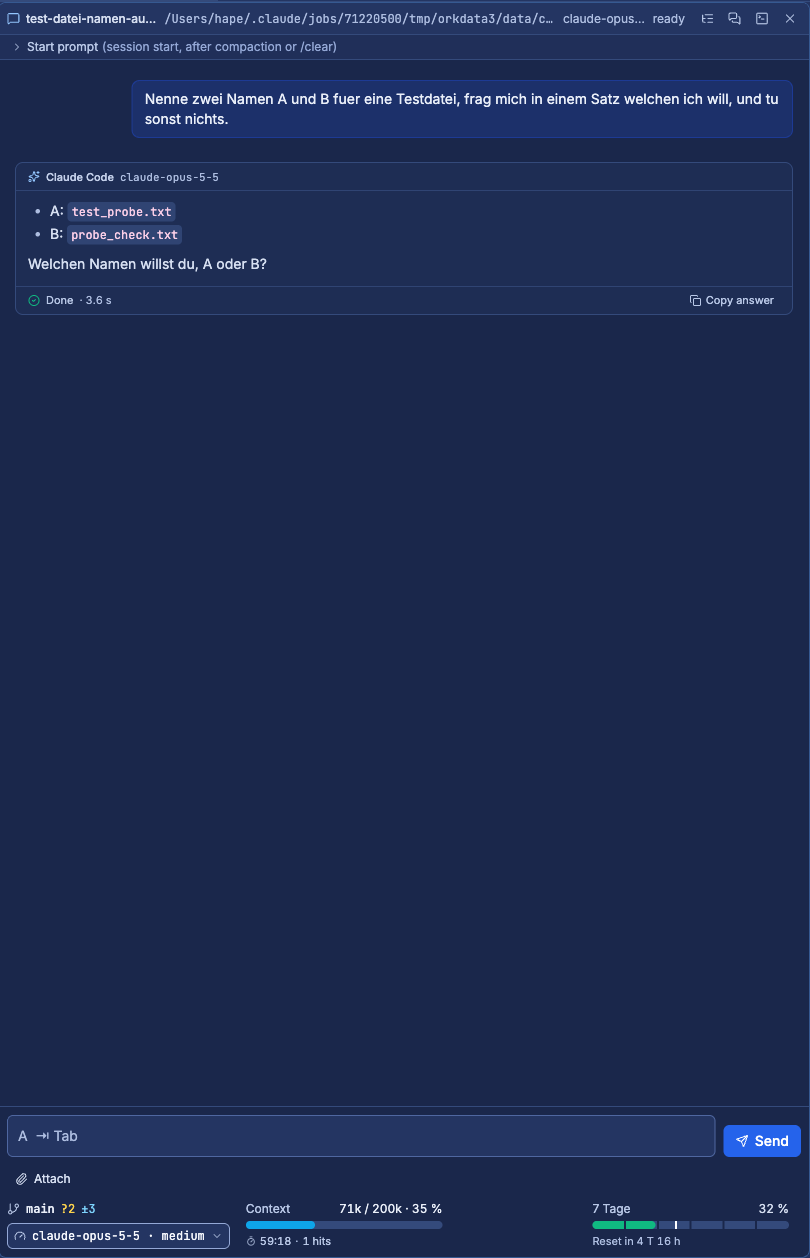 test-datei-namen-au... /Users/hape/.claude/jobs/71220500/tmp/orkdata3/data/c... claude-opus... ready
Start prompt (session start, after compaction or /clear)
Nenne zwei Namen A und B fuer eine Testdatei, frag mich in einem Satz welchen ich will, und tu
sonst nichts.
Claude Code claude-opus-5-5
• A: test_probe.txt
• B: probe_check.txt
Welchen Namen willst du, A oder B?
Done · 3.6 s Copy answer
A ⇥ Tab
Send
Attach
main ?2 ±3 Context 71k / 200k · 35 % 7 Tage 32 %
claude-opus-5-5 · medium 59:18 · 1 hits Reset in 4 T 16 h